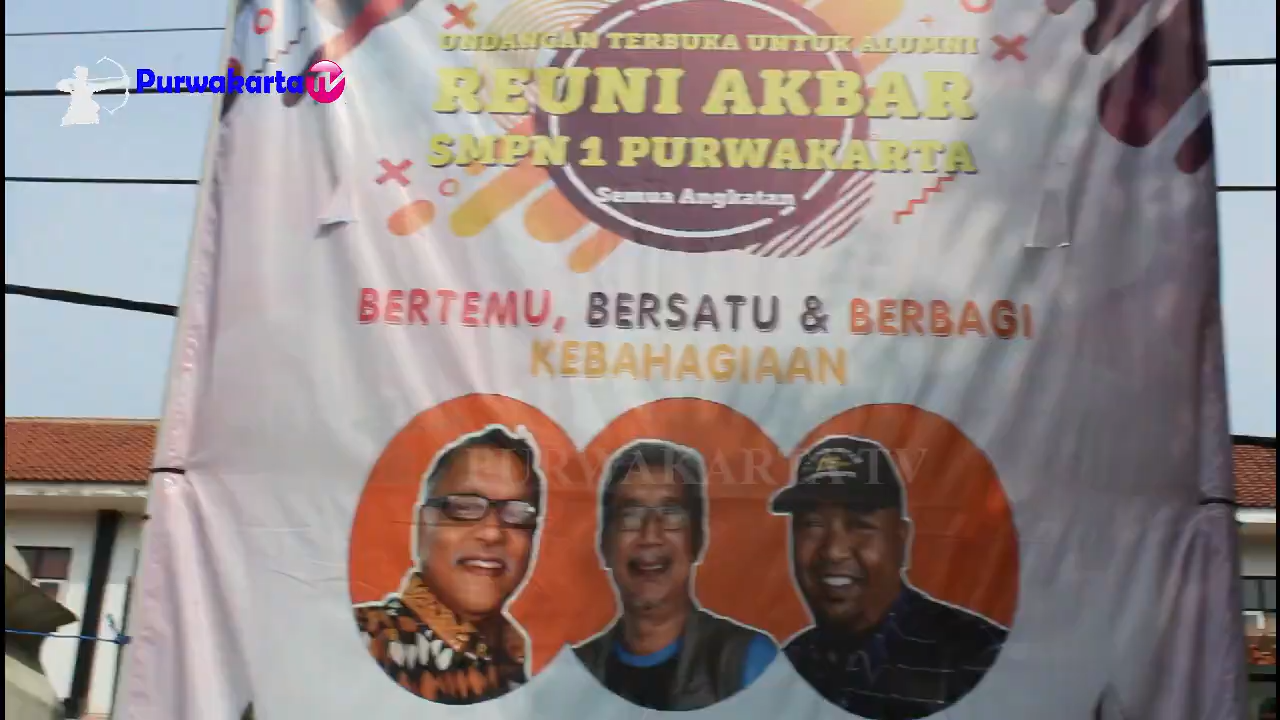 Purwakarta TV
UNDANGAN TERBUKA UNTUK ALUMNI
REUNI AKBAR
SMPN 1 PURWAKARTA
Semua Angkatan
BERTEMU, BERSATU & BERBAGI
KEBAHAGIAAN
PURWAKARTA TV